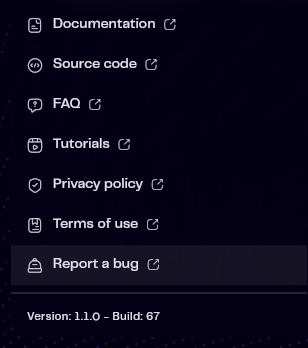 Documentation
Source code
FAQ
Tutorials
Privacy policy
Terms of use
Report a bug
Version: 1.1.0 - Build: 67